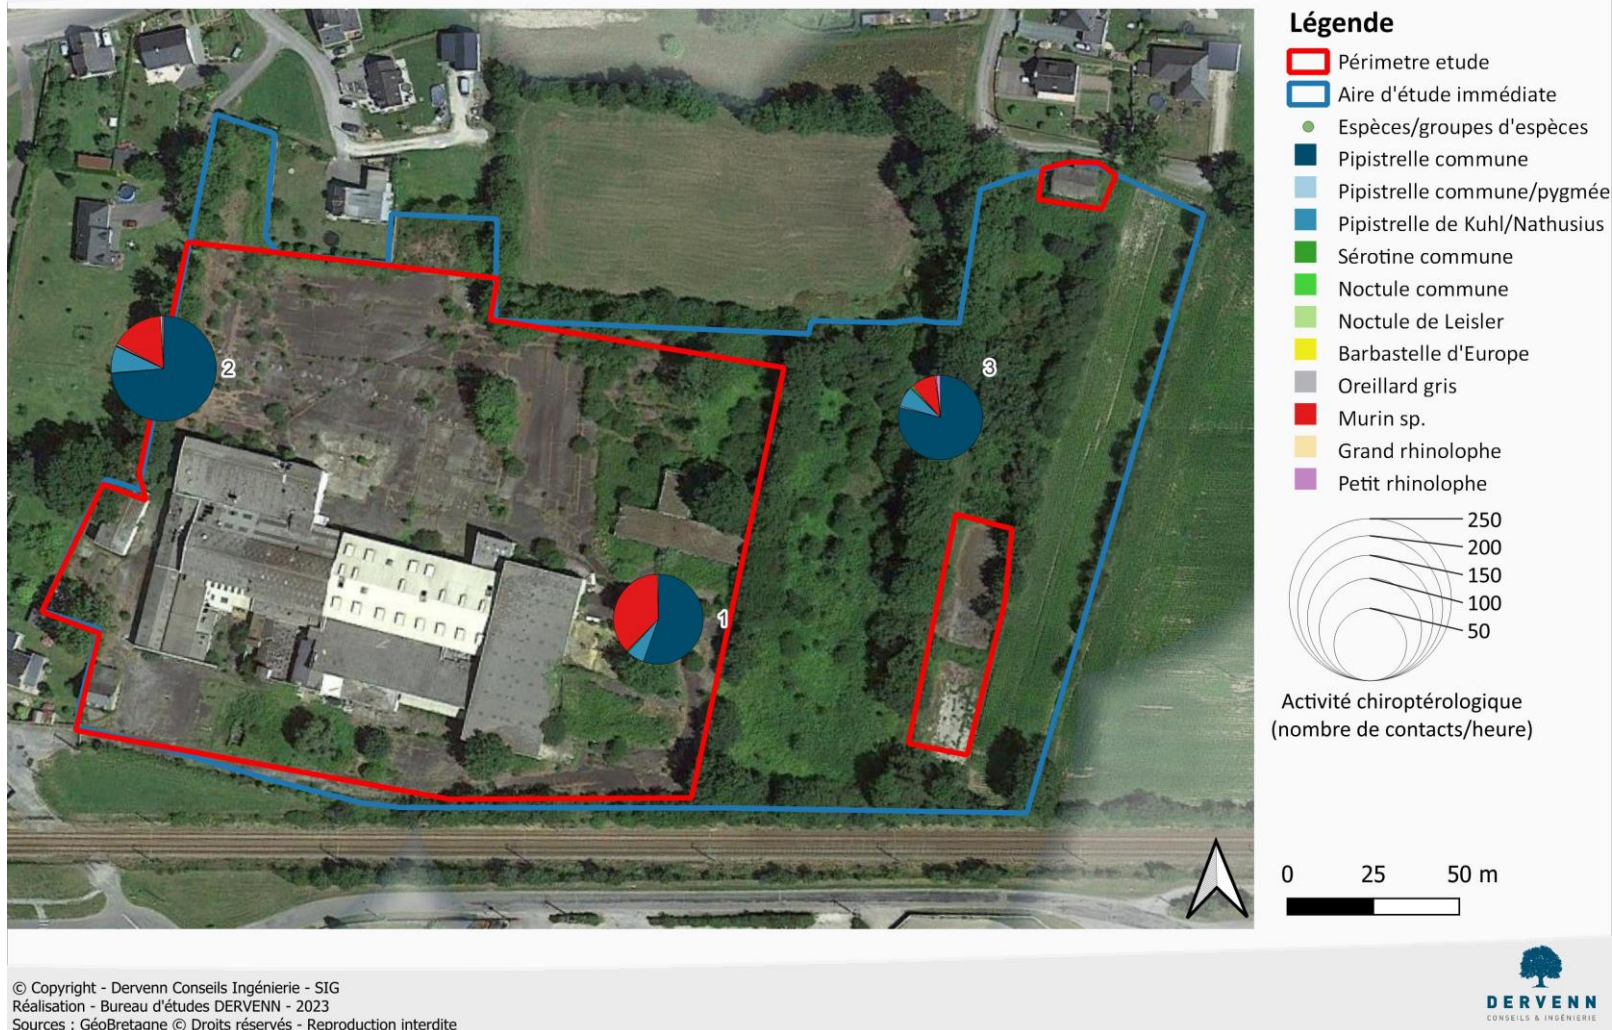 Légende
Périmetre etude
Aire d'étude immédiate
Espèces/groupes d'espèces
Pipistrelle commune
Pipistrelle commune/pygmée
Pipistrelle de Kuhl/Nathusius
Sérotine commune
Noctule commune
Noctule de Leisler
Barbastelle d'Europe
Oreillard gris
Murin sp.
Grand rhinolophe
Petit rhinolophe
250
200
150
100
50
Activité chiroptérologique
(nombre de contacts/heure)
2
3
1
0 25 50 m
© Copyright - Dervenn Conseils Ingénierie - SIG
Réalisation - Bureau d'études DERVENN - 2023
Sources : GéoBretagne © Droits réservés - Reproduction interdite
DERVENN
CONSEILS & INGÉNIERIE